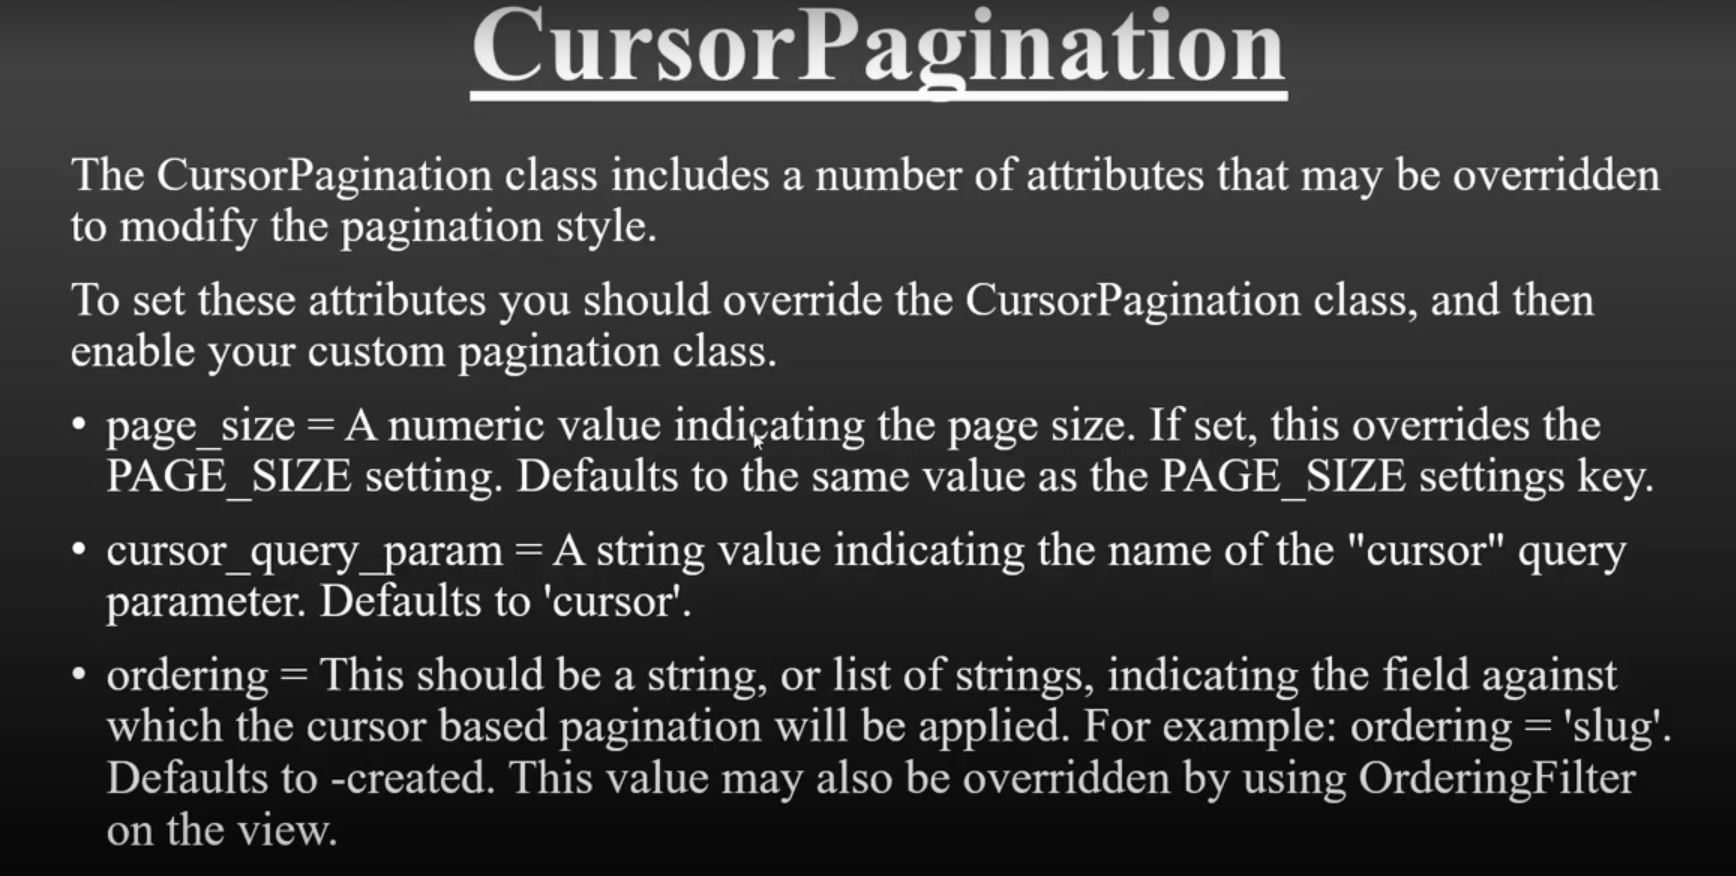 CursorPagination
The CursorPagination class includes a number of attributes that may be overridden
to modify the pagination style.
To set these attributes you should override the CursorPagination class, and then
enable your custom pagination class.
• page_size = A numeric value indicating the page size. If set, this overrides the
PAGE_SIZE setting. Defaults to the same value as the PAGE_SIZE settings key.
• cursor_query_param = A string value indicating the name of the "cursor" query
parameter. Defaults to 'cursor'.
• ordering = This should be a string, or list of strings, indicating the field against
which the cursor based pagination will be applied. For example: ordering = 'slug'.
Defaults to -created. This value may also be overridden by using OrderingFilter
on the view.